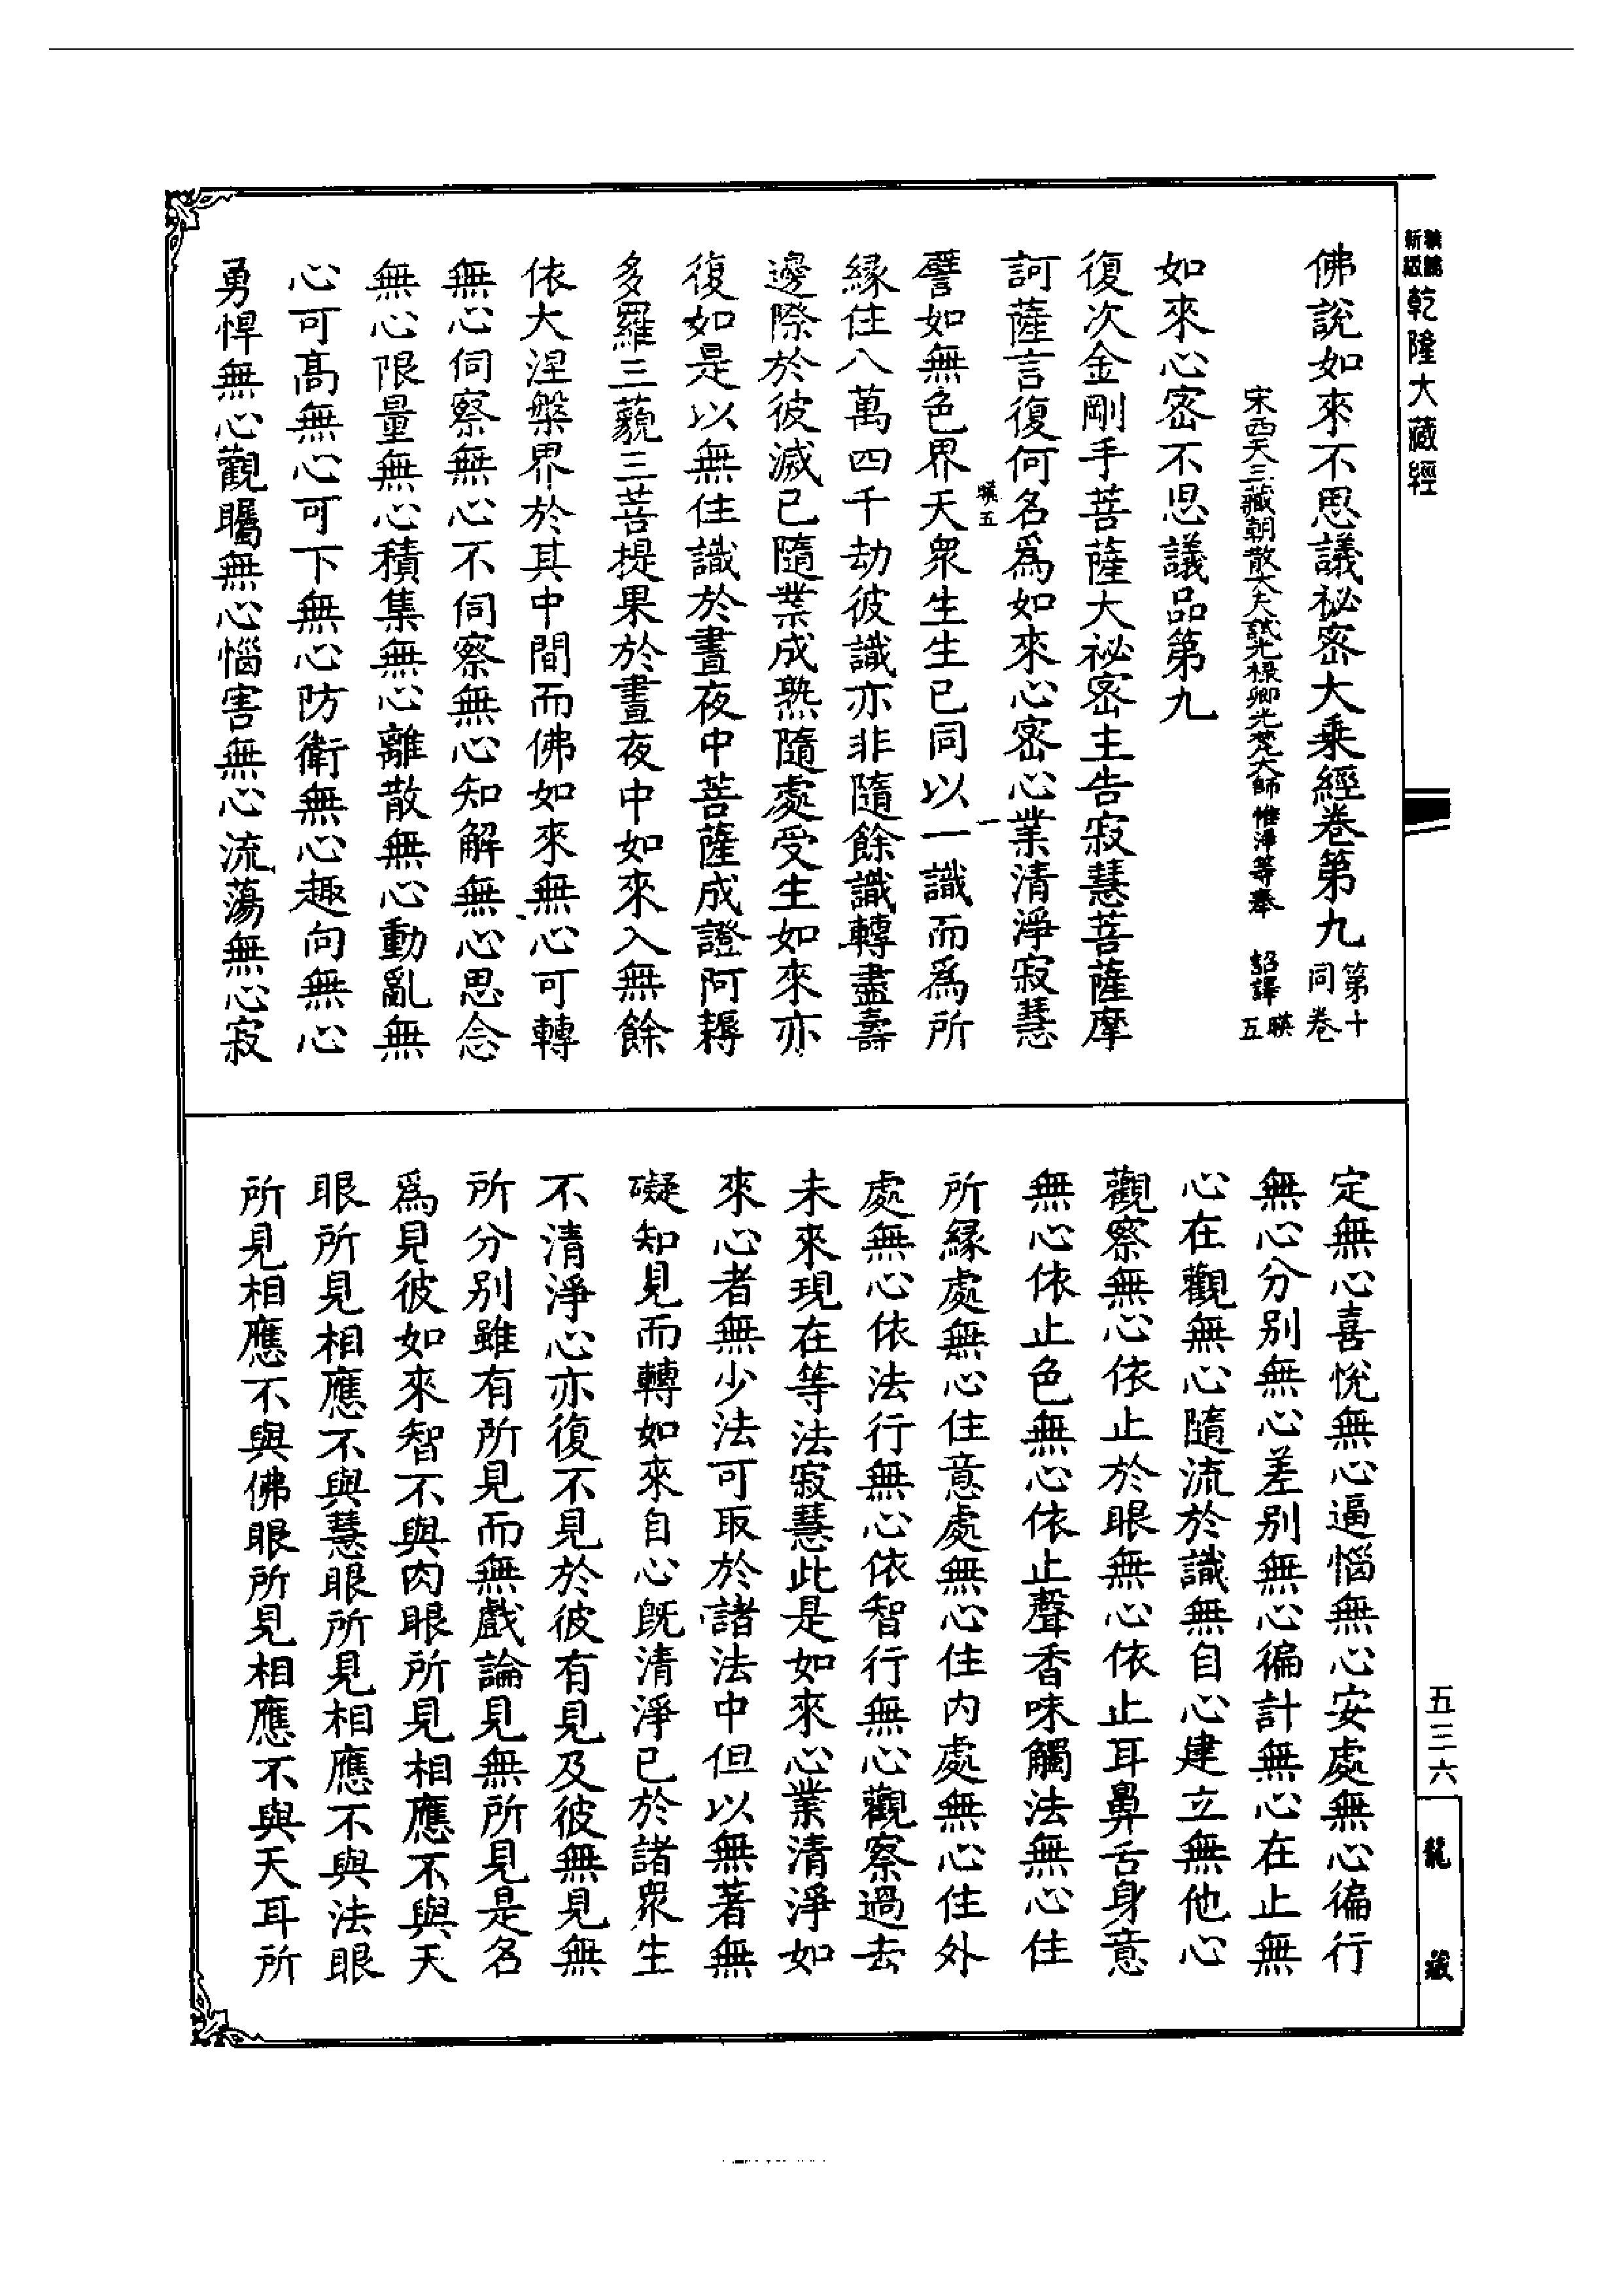 乾隆大藏經
佛說如來不思議祕密大乘經卷第九 第十同卷
宋西天三藏朝散大夫試光祿卿光梵大師惟淨等奉 詔譯
如來心密不思議品第九
復次金剛手菩薩大祕密主告寂慧菩薩摩
訶薩言復何名爲如來心密心業清淨寂慧
譬如無色界天衆生生已同以一識而爲所
緣住八萬四千劫彼識亦非隨餘識轉盡壽
邊際於彼滅已隨業成熟隨處受生如來亦
復如是以無住識於晝夜中菩薩成證阿耨
多羅三藐三菩提果於晝夜中如來入無餘
依大涅槃界於其中間而佛如來無心可轉
無心伺察無心不伺察無心知解無心思念
無心限量無心積集無心離散無心動亂無
心可高無心可下無心防衛無心趣向無心
勇悍無心觀矚無心惱害無心流蕩無心寂
定無心喜悅無心逼惱無心安處無心徧行
無心分別無心差別無心徧計無心在止無
心在觀無心隨流於識無自心建立無他心
觀察無心依止於眼無心依止耳鼻舌身意
無心依止色無心依止聲香味觸法無心住
所緣處無心住意處無心住內處無心住外
處無心依法行無心依智行無心觀察過去
未來現在等法寂慧此是如來心業清淨如
來心者無少法可取於諸法中但以無著無
礙知見而轉如來自心旣清淨已於諸衆生
不清淨心亦復不見於彼有見及彼無見無
所分別雖有所見而無戲論見無所見是名
爲見彼如來智不與肉眼所見相應不與天
眼所見相應不與慧眼所見相應不與法眼
所見相應不與佛眼所見相應不與天耳所
五三六
龍藏